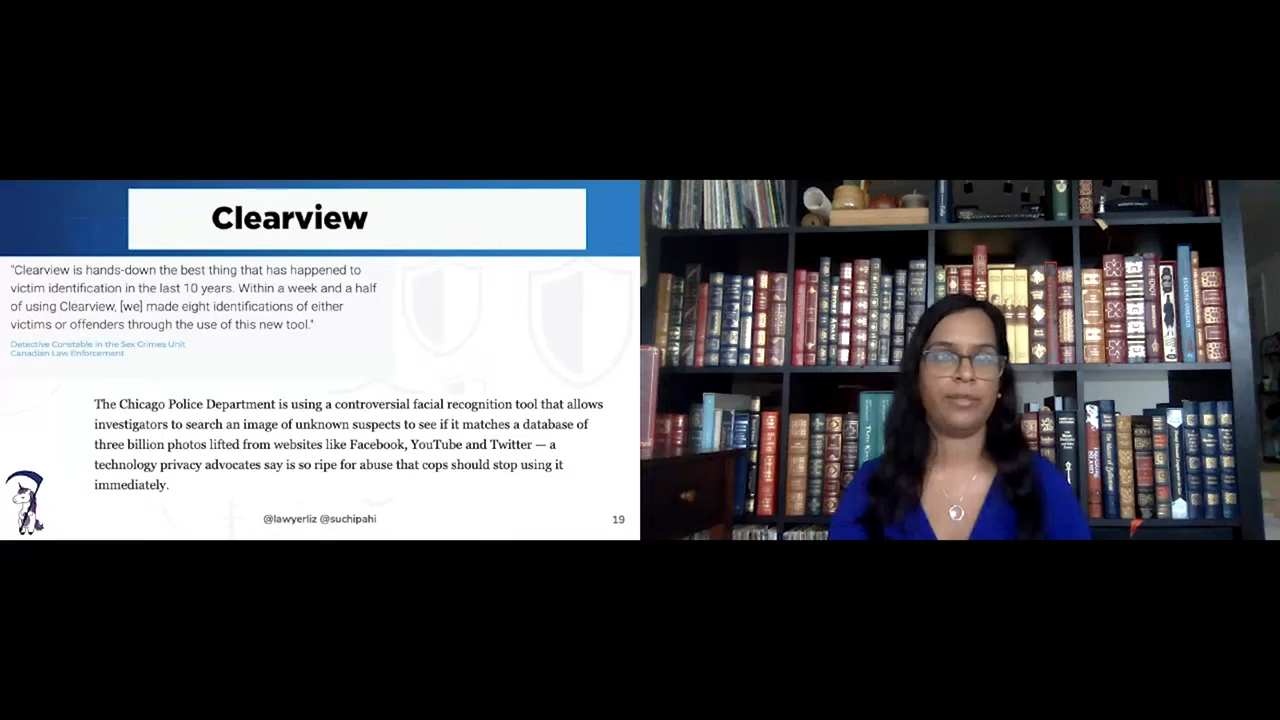 Clearview
"Clearview is hands-down the best thing that has happened to
victim identification in the last 10 years. Within a week and a half
of using Clearview, [we] made eight identifications of either
victims or offenders through the use of this new tool."
Detective Constable in the Sex Crimes Unit
Canadian Law Enforcement
The Chicago Police Department is using a controversial facial recognition tool that allows
investigators to search an image of unknown suspects to see if it matches a database of
three billion photos lifted from websites like Facebook, YouTube and Twitter — a
technology privacy advocates say is so ripe for abuse that cops should stop using it
immediately.
@lawyerliz @suchipahi
19